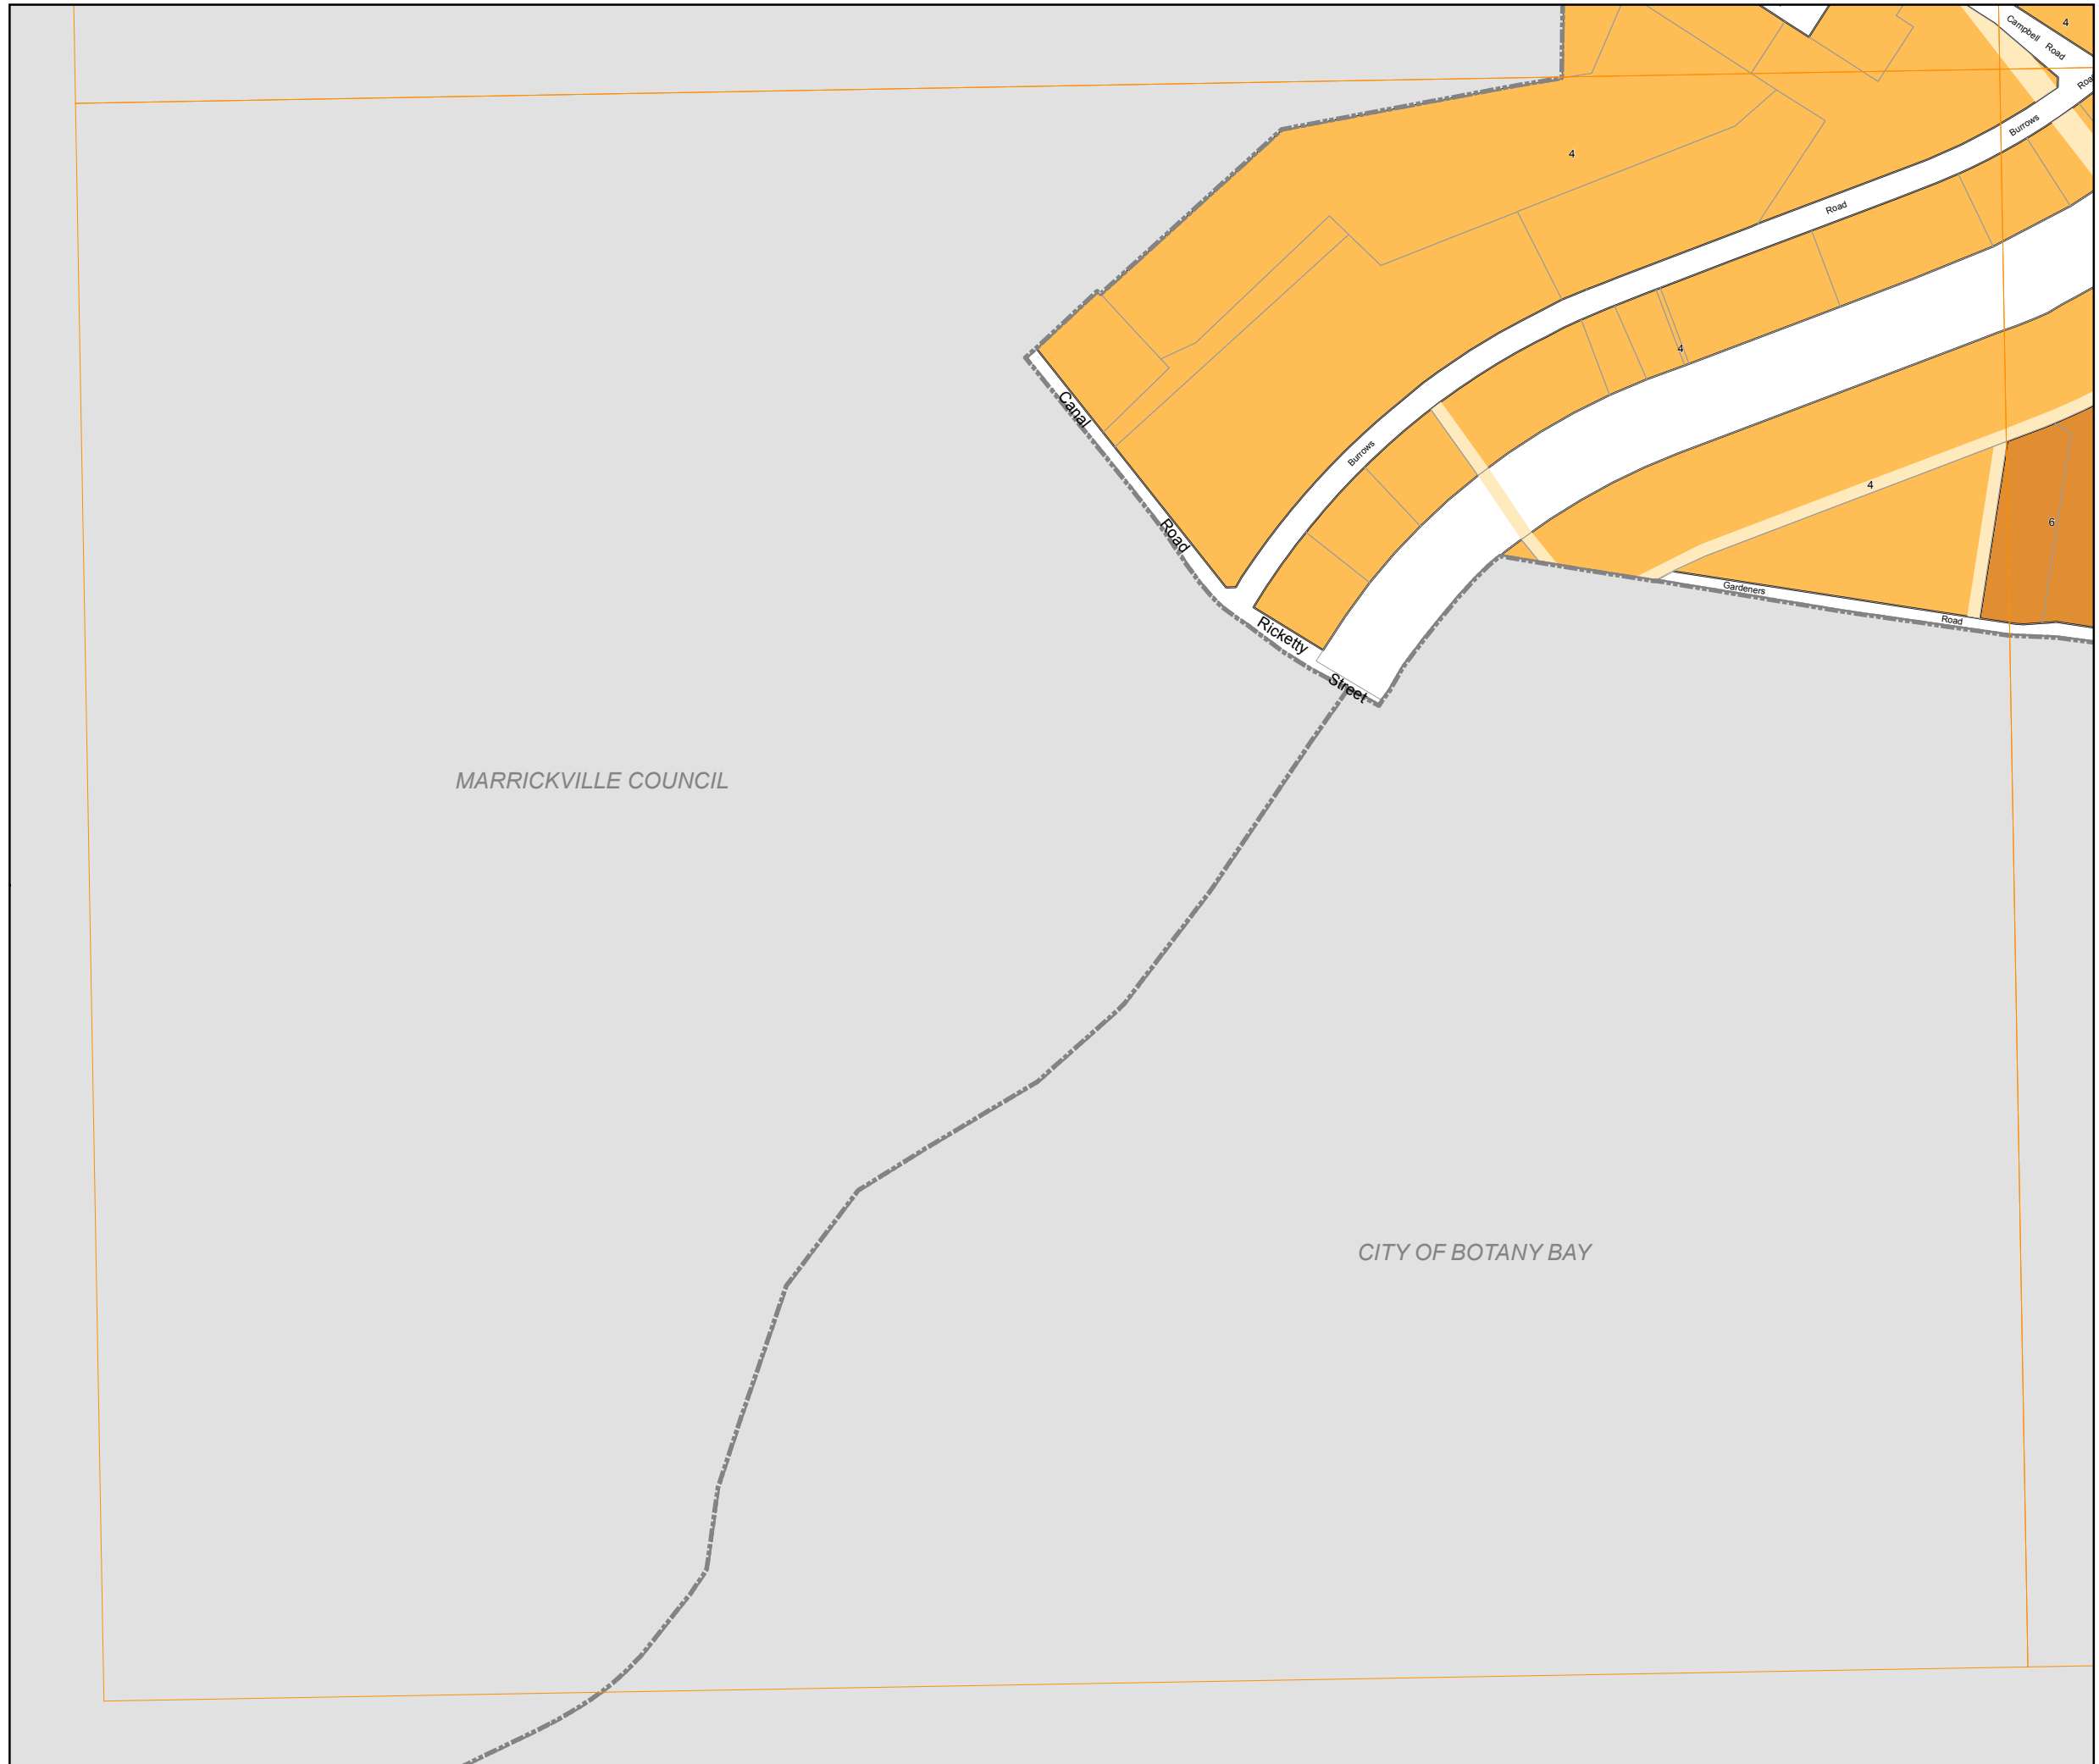 4
Campbell Road
Road
Burrows
4
Road
4
Canal
Burrows
4
6
Road
Gardeners
Road
Ricketty
Street
MARRICKVILLE COUNCIL
CITY OF BOTANY BAY